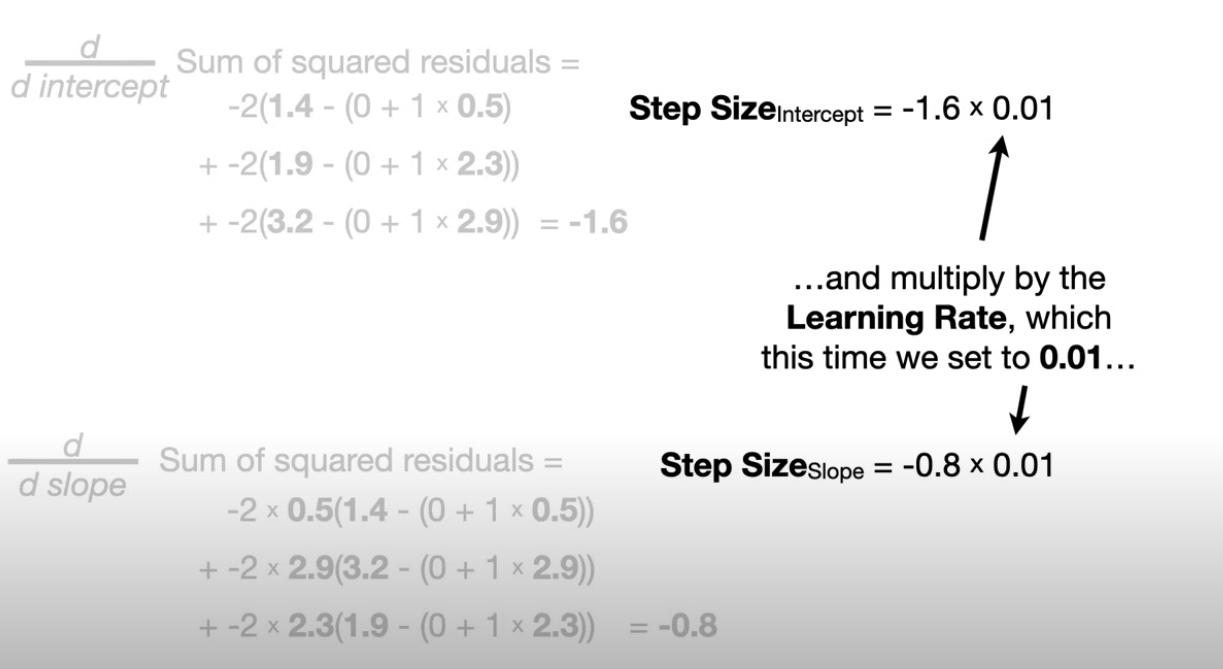 d
d intercept
Sum of squared residuals =
-2(1.4 - (0 + 1 × 0.5)
+ -2(1.9 - (0 + 1 × 2.3))
+ -2(3.2 - (0 + 1 × 2.9)) = -1.6
Step SizeIntercept = -1.6 × 0.01
...and multiply by the
Learning Rate, which
this time we set to 0.01...
d
d slope
Sum of squared residuals =
-2 × 0.5(1.4 - (0 + 1 × 0.5))
+ -2 × 2.9(3.2 - (0 + 1 × 2.9))
+ -2 × 2.3(1.9 - (0 + 1 × 2.3)) = -0.8
Step SizeSlope = -0.8 × 0.01